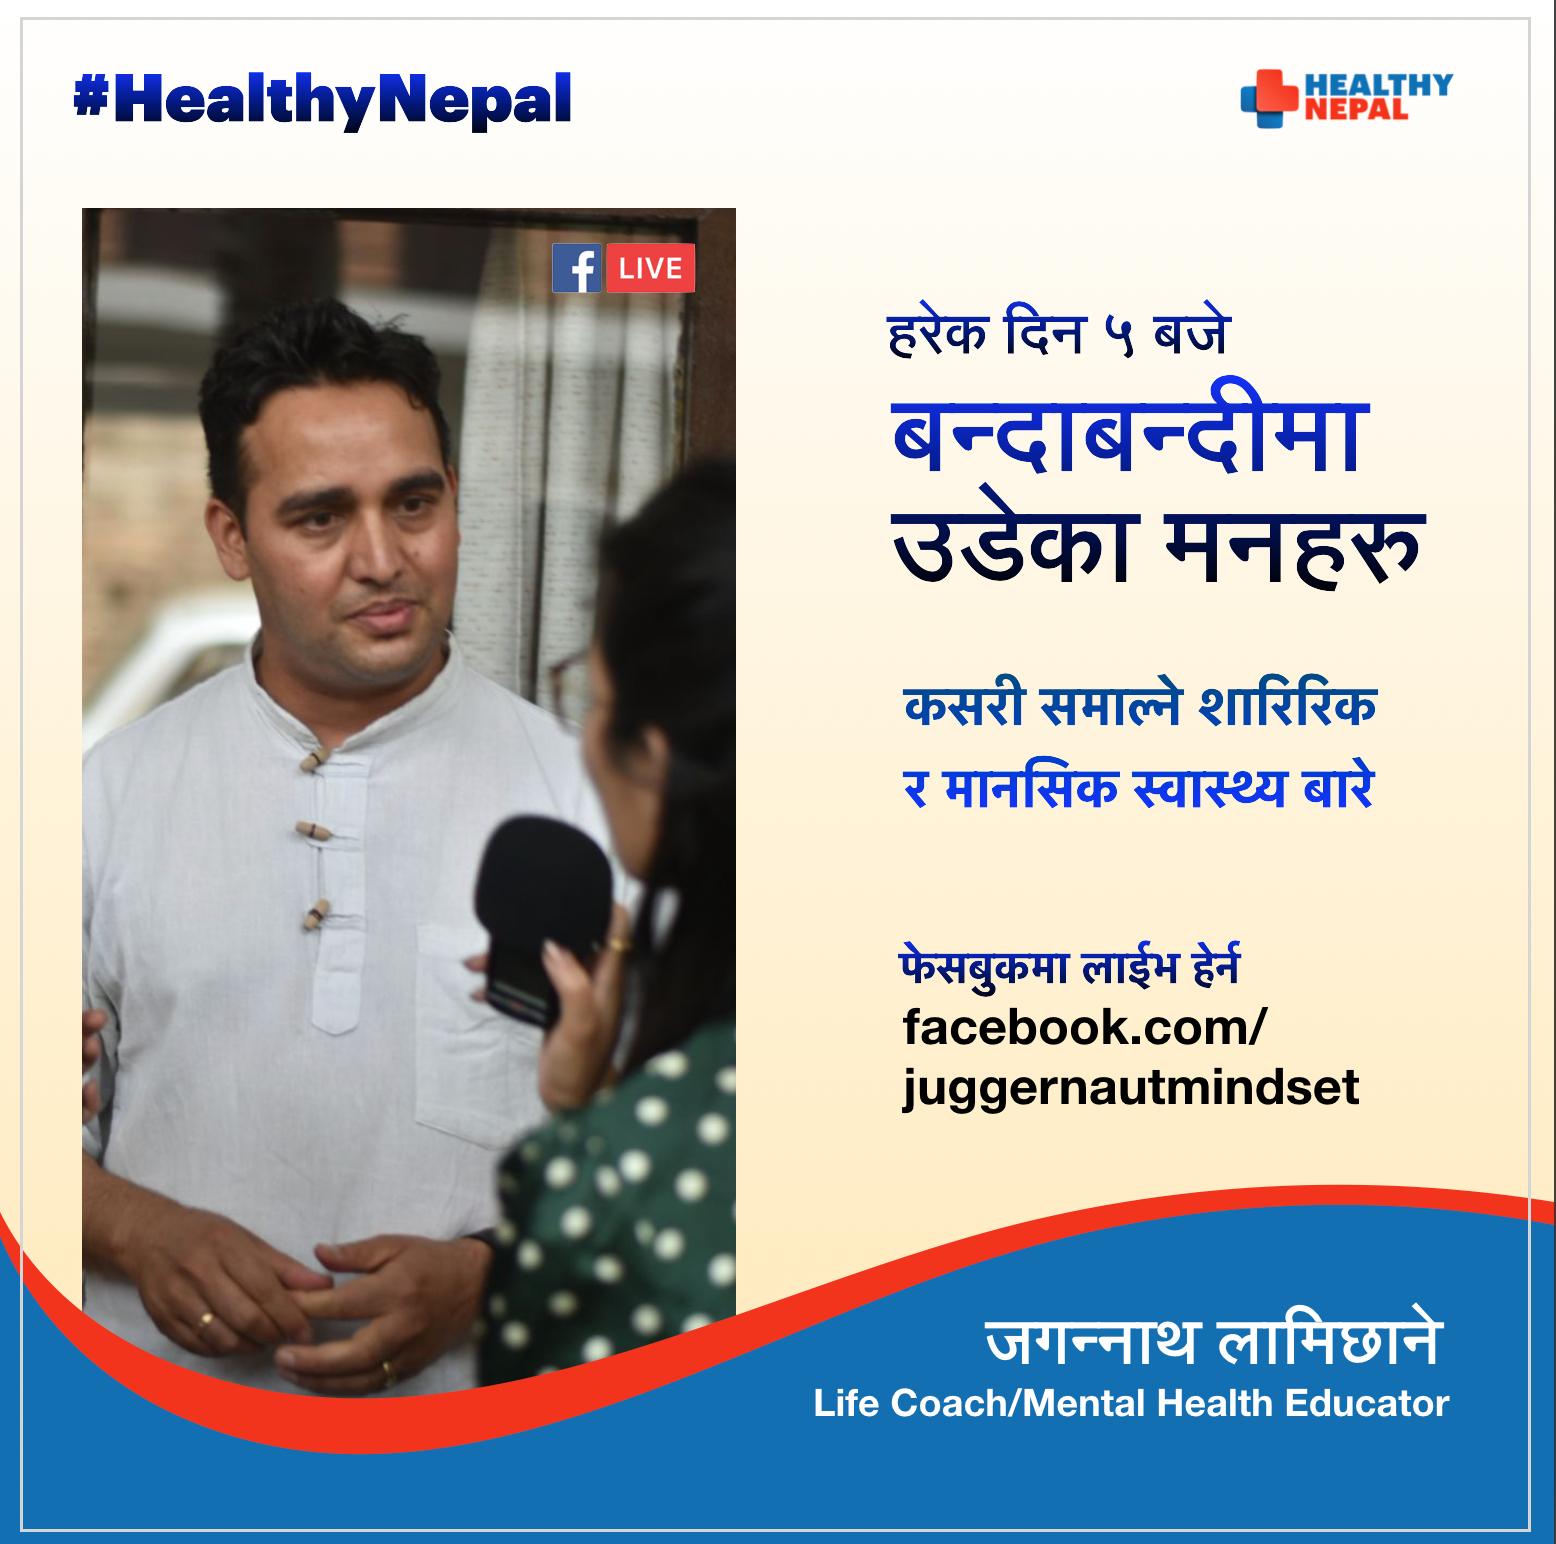 #HealthyNepal
HEALTHY
NEPAL
f LIVE
हरेक दिन ५ बजे
बन्दाबन्दीमा
उडेका मनहरु
कसरी समाल्ने शारिरिक
र मानसिक स्वास्थ्य बारे
फेसबुकमा लाईभ हेर्न
facebook.com/
juggernautmindset
जगन्नाथ लामिछाने
Life Coach/Mental Health Educator